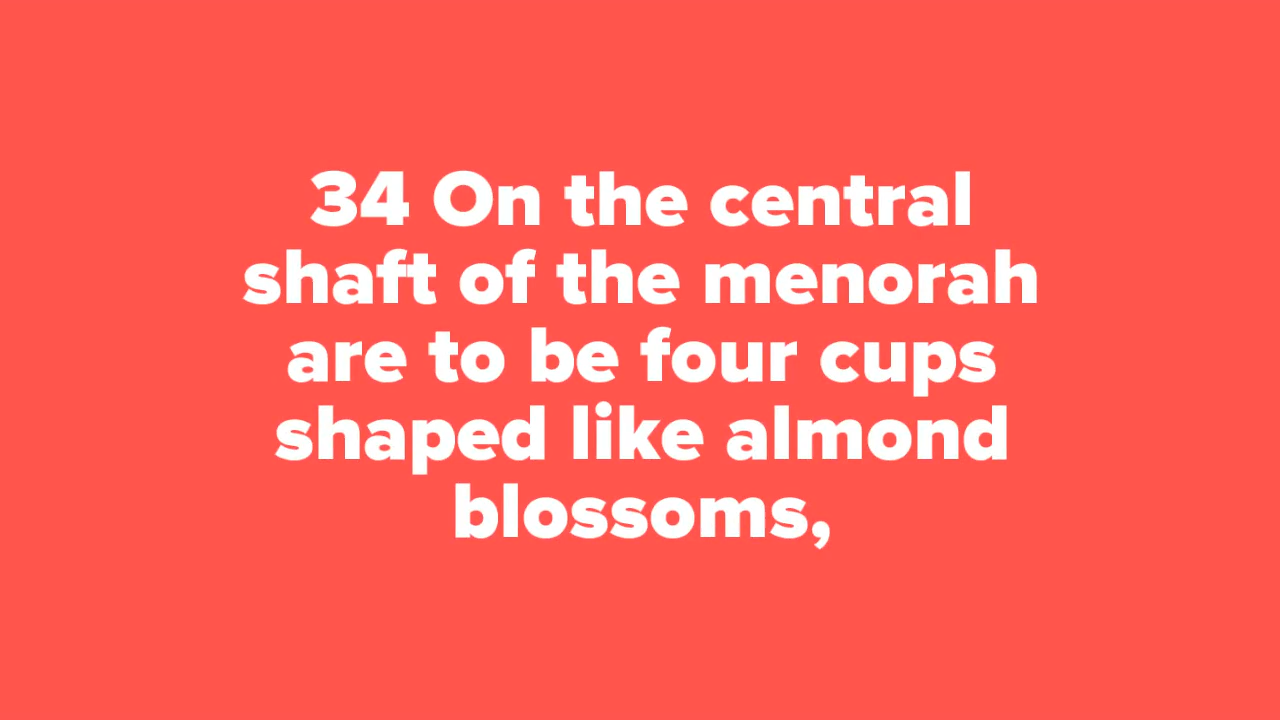 34 On the central
shaft of the menorah
are to be four cups
shaped like almond
blossoms,